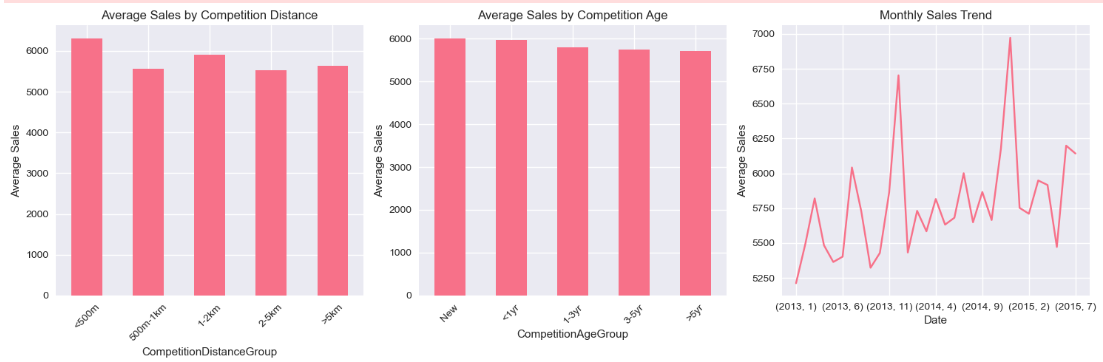 Average Sales by Competition Distance
Average Sales
6000
5000
4000
3000
2000
1000
0
<500m
500m-1km
1-2km
2-5km
>5km
CompetitionDistanceGroup
Average Sales by Competition Age
Average Sales
6000
5000
4000
3000
2000
1000
0
New
<1yr
1-3yr
3-5yr
>5yr
CompetitionAgeGroup
Monthly Sales Trend
Average Sales
7000
6750
6500
6250
6000
5750
5500
5250
(2013, 1) (2013, 6) (2013, 11) (2014, 4) (2014, 9) (2015, 2) (2015, 7)
Date